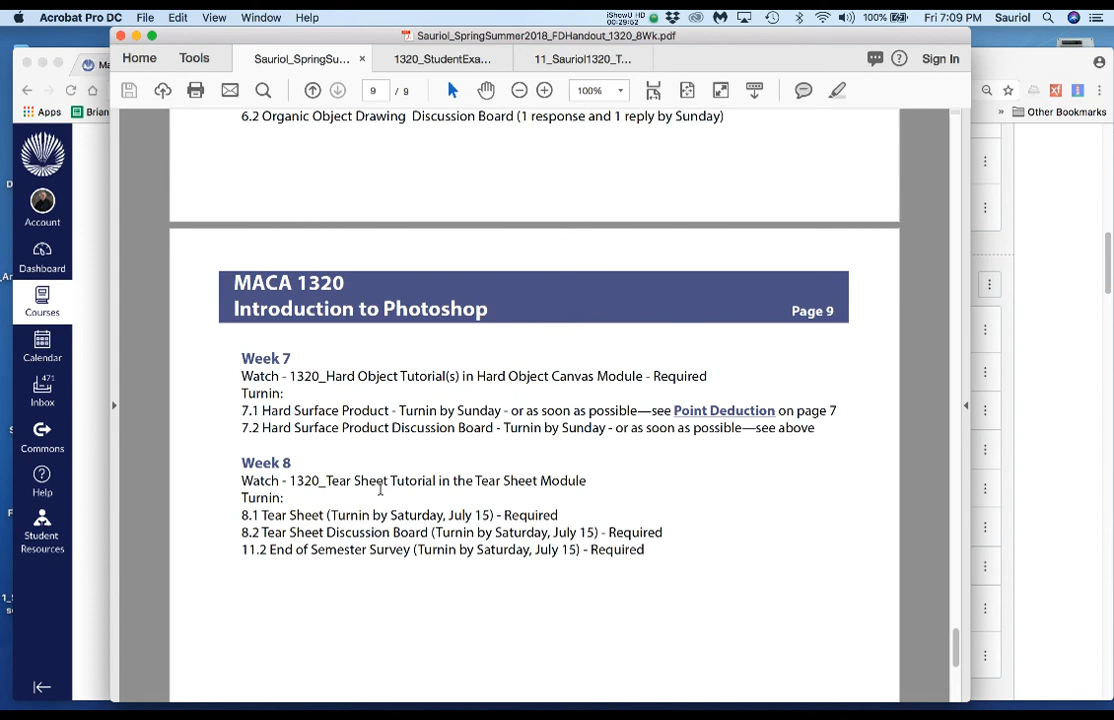 Acrobat Pro DC File Edit View Window Help
iShowU HD
00:29:52
100% Fri 7:09 PM Sauriol
Sauriol_SpringSummer2018_FDHandout_1320_8Wk.pdf
Home Tools Sauriol_SpringSu... × 1320_StudentExa... 11_Sauriol1320_T... Sign In
9 / 9 100%
Apps Brian
Other Bookmarks
Account
Dashboard
Courses
Calendar
471
Inbox
Commons
Help
Student
Resources
6.2 Organic Object Drawing Discussion Board (1 response and 1 reply by Sunday)
MACA 1320
Introduction to Photoshop Page 9
Week 7
Watch - 1320_Hard Object Tutorial(s) in Hard Object Canvas Module - Required
Turnin:
7.1 Hard Surface Product - Turnin by Sunday - or as soon as possible—see Point Deduction on page 7
7.2 Hard Surface Product Discussion Board - Turnin by Sunday - or as soon as possible—see above
Week 8
Watch - 1320_Tear Sheet Tutorial in the Tear Sheet Module
Turnin:
8.1 Tear Sheet (Turnin by Saturday, July 15) - Required
8.2 Tear Sheet Discussion Board (Turnin by Saturday, July 15) - Required
11.2 End of Semester Survey (Turnin by Saturday, July 15) - Required